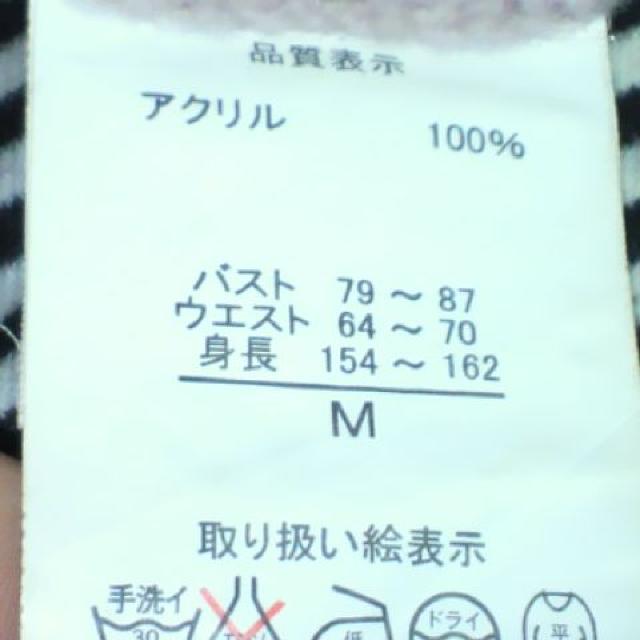 品質表示
アクリル 100%
バスト 79 ～ 87
ウエスト 64 ～ 70
身長 154 ～ 162
M
取り扱い絵表示
手洗イ
30
低
ドライ
平